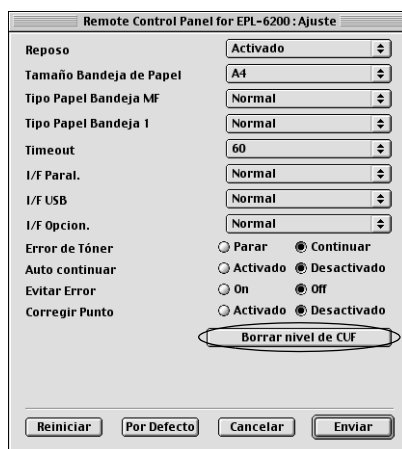 Remote Control Panel for EPL-6200 : Ajuste
Reposo Activado
Tamaño Bandeja de Papel A4
Tipo Papel Bandeja MF Normal
Tipo Papel Bandeja 1 Normal
Timeout 60
I/F Paral. Normal
I/F USB Normal
I/F Opcion. Normal
Error de Tóner Parar Continuar
Auto continuar Activado Desactivado
Evitar Error On Off
Corregir Punto Activado Desactivado
Borrar nivel de CUF
Reiniciar Por Defecto Cancelar Enviar